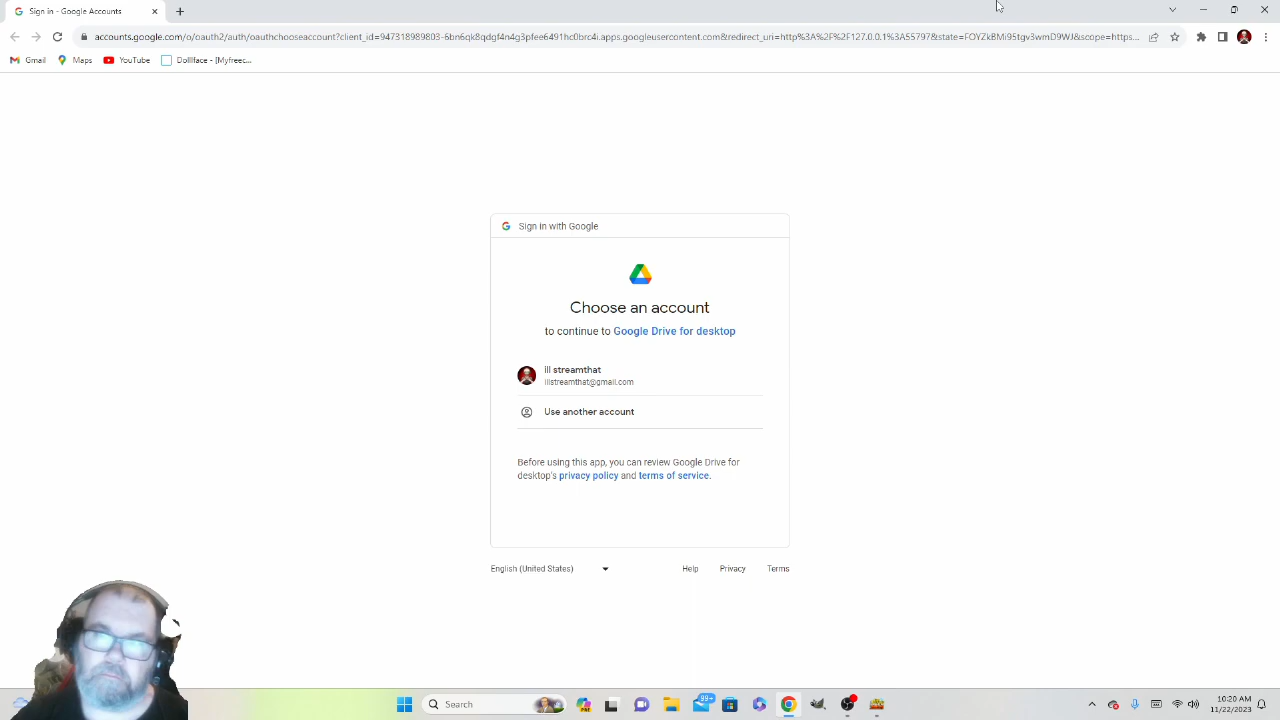 Sign in - Google Accounts
accounts.google.com/o/oauth2/auth/oauthchooseaccount?client_id=947318989803-6bn6qk8qdgf4n4g3pfee6491hc0brc4i.apps.googleusercontent.com&redirect_uri=http%3A%2F%2F127.0.0.1%3A55797&state=FOYZkBMi95tgv3wmD9WJ&scope=https...
Gmail Maps YouTube Dollface - [Myfreec...
Sign in with Google
Choose an account
to continue to Google Drive for desktop
ill streamthat
illstreamthat@gmail.com
Use another account
Before using this app, you can review Google Drive for
desktop's privacy policy and terms of service.
English (United States) Help Privacy Terms
Search
99+
10:20 AM
11/22/2023